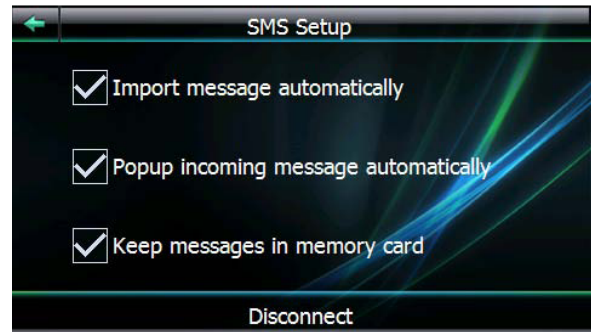 SMS Setup
Import message automatically
Popup incoming message automatically
Keep messages in memory card
Disconnect